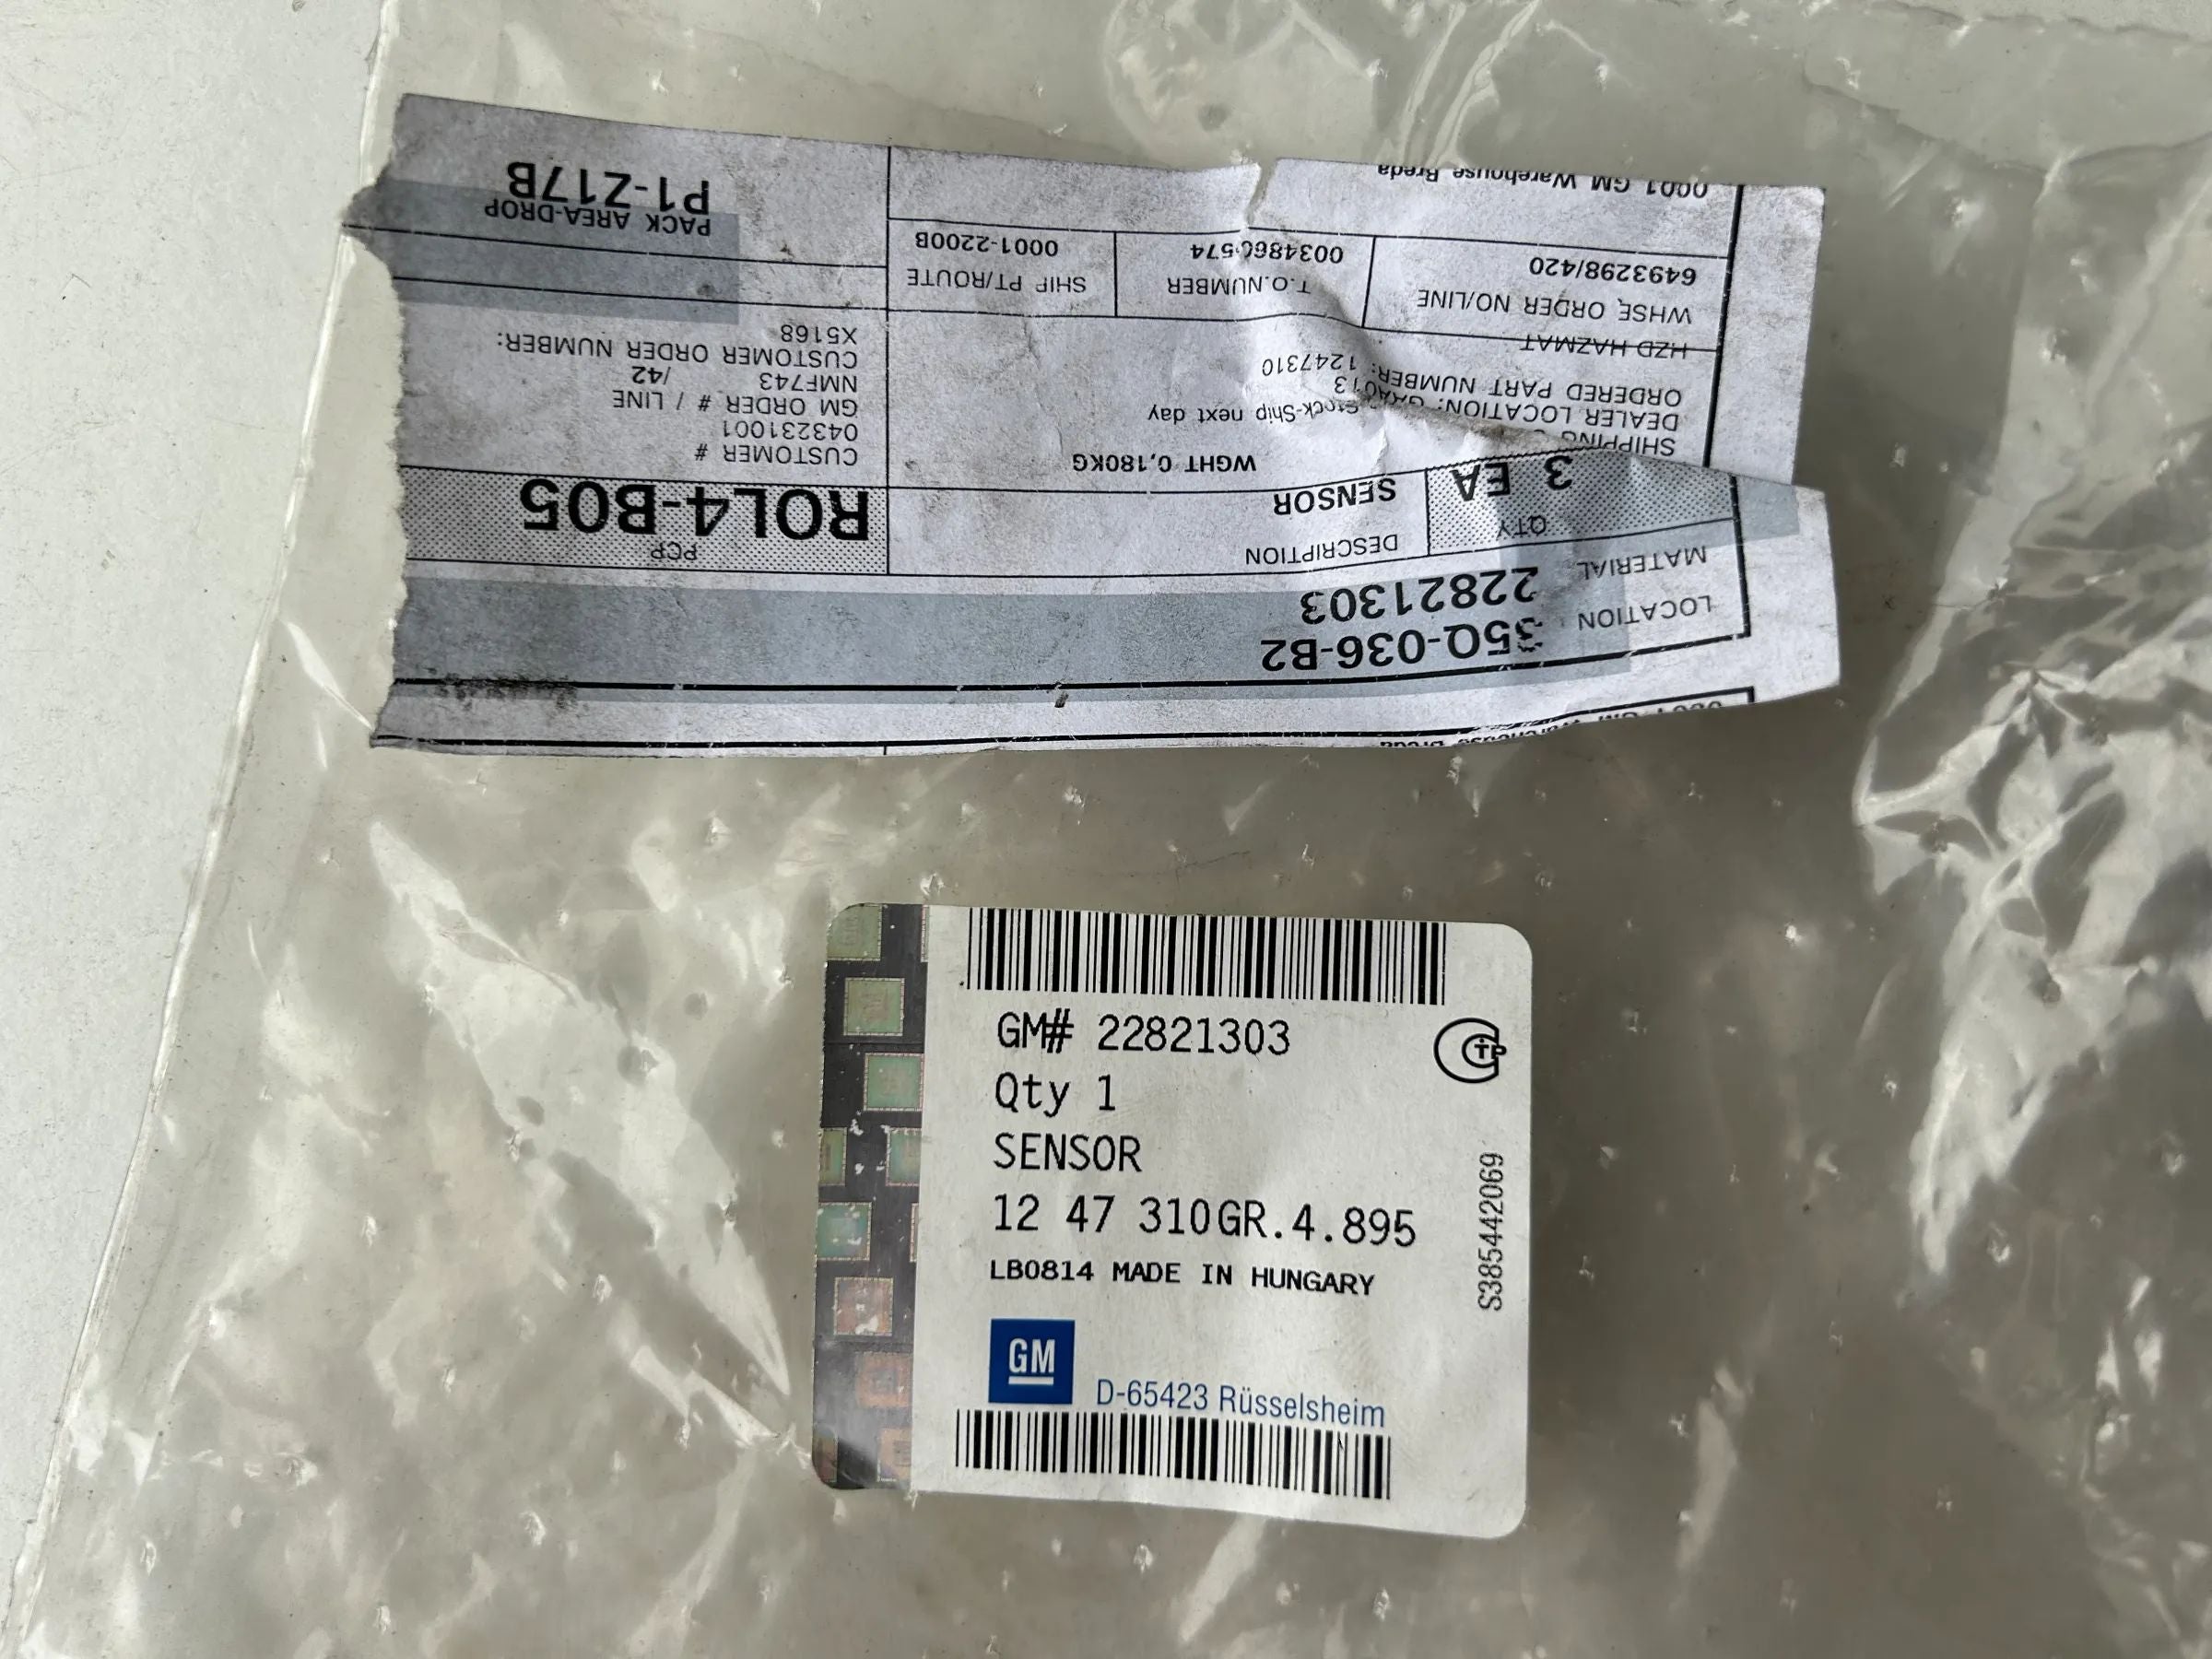 LOCATION 35Q-036-B2
MATERIAL 22821303
QTY
3 EA
DESCRIPTION
SENSOR
WGHT 0,180KG
PCP
ROL4-B05
SHIPPING
Stock-Ship next day
DEALER LOCATION:
ORDERED PART NUMBER: 1247310
HZD HAZMAT
CUSTOMER #
043231001
GM ORDER # / LINE
NMF743 /42
CUSTOMER ORDER NUMBER:
X5168
WHSE ORDER NO/LINE
6493298/420
T.O.NUMBER
SHIP PT/ROUTE
0001-2200B
PACK AREA-DROP
P1-Z17B
0001 GM Warehouse Breda
GM# 22821303
Qty 1
SENSOR
12 47 310GR.4.895
LB0814 MADE IN HUNGARY
GM
D-65423 Rüsselsheim
S385442069